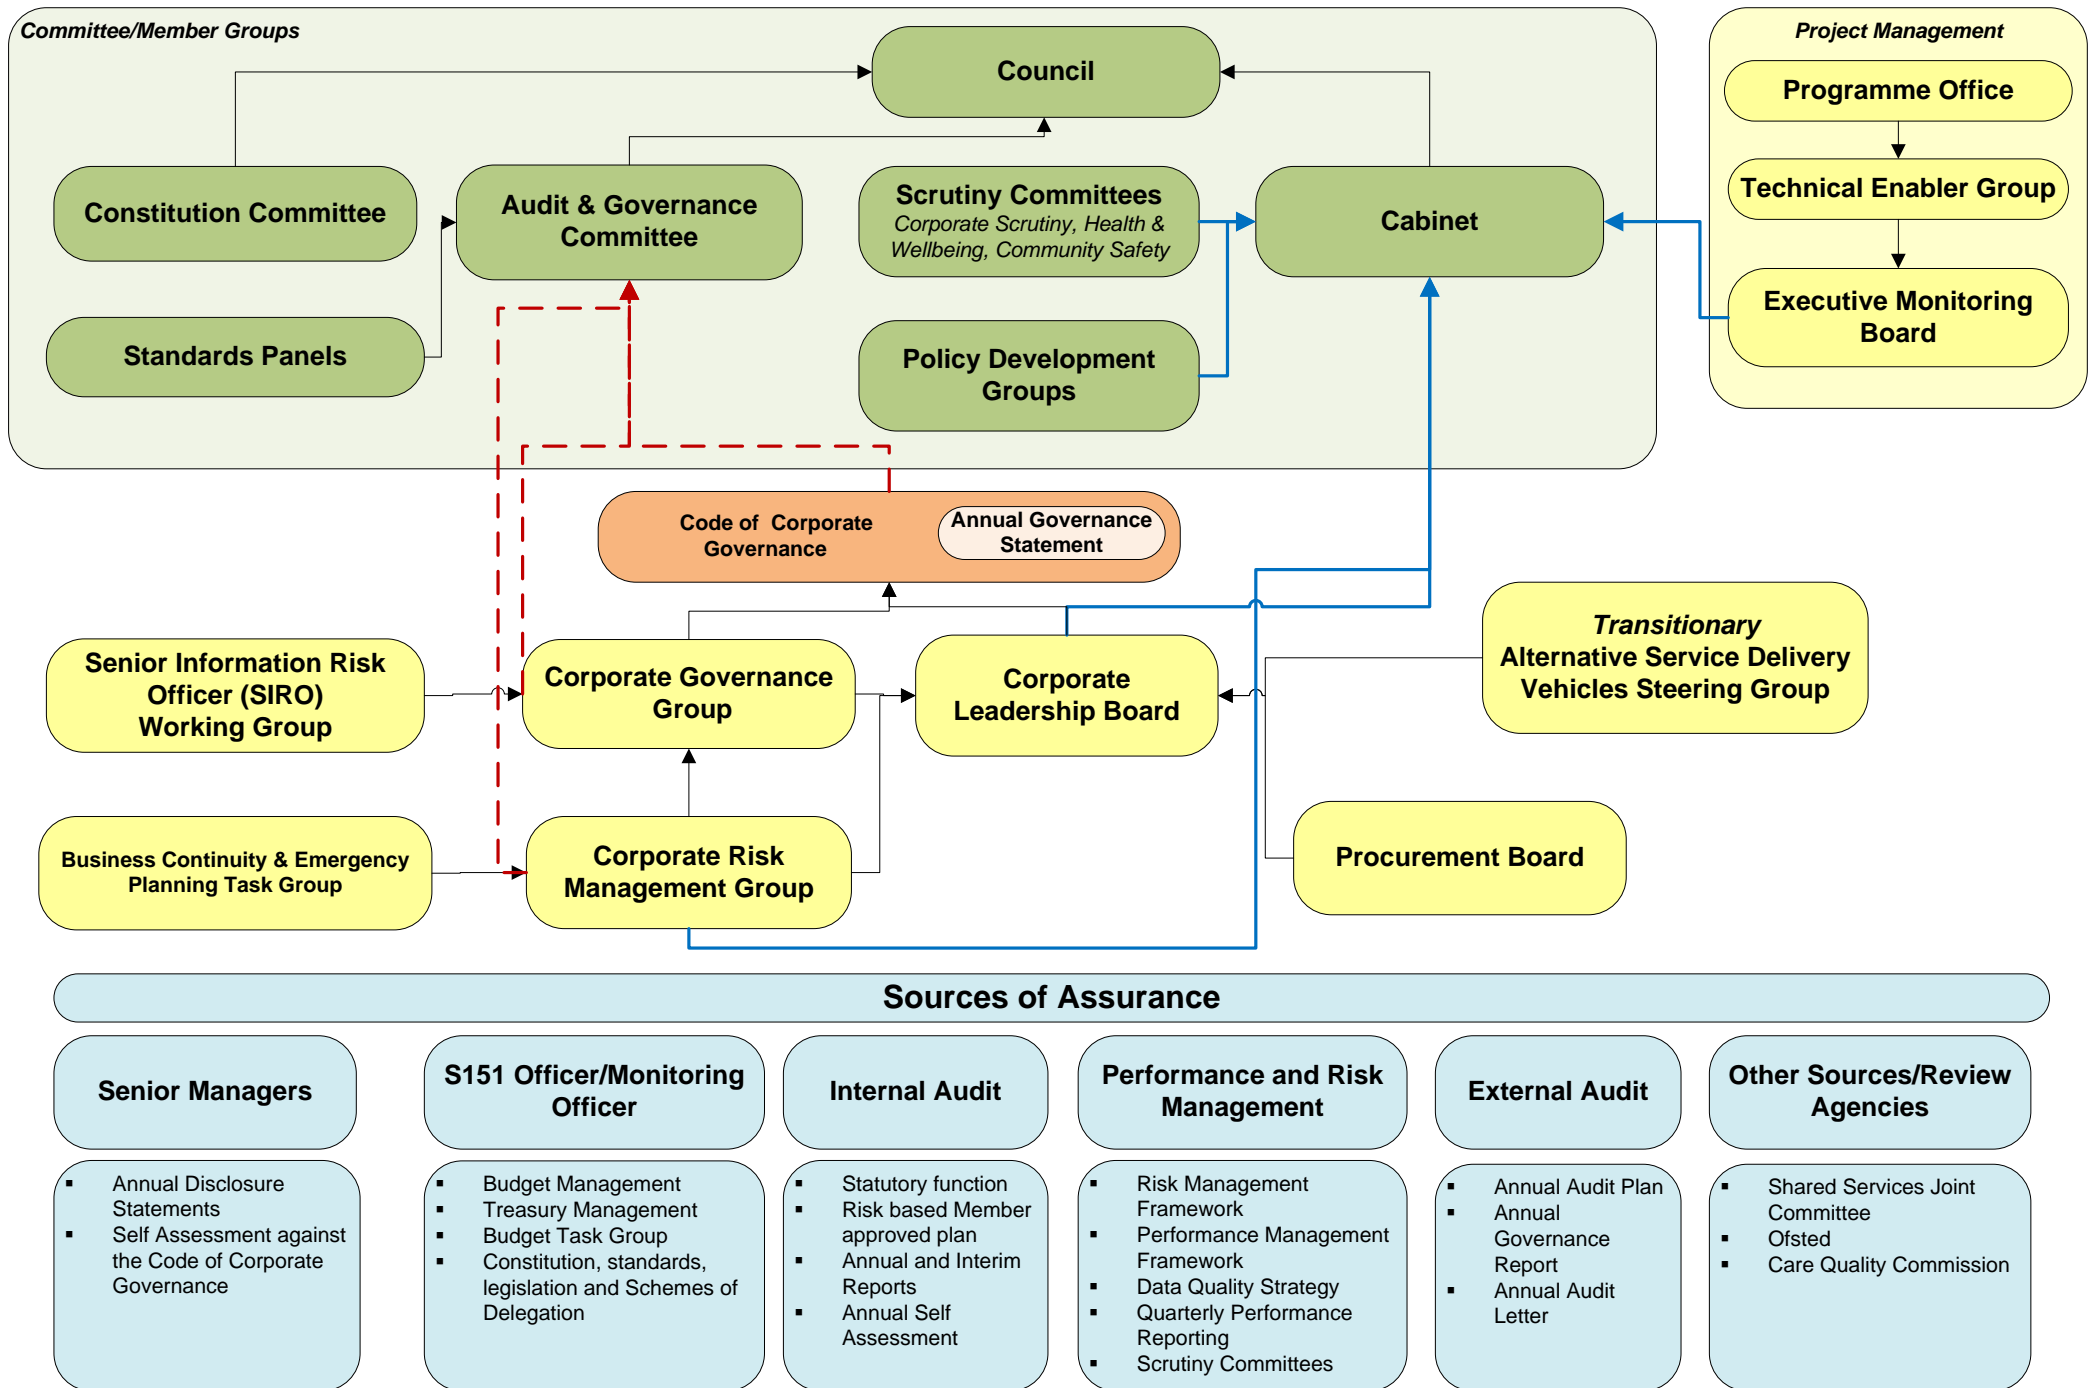 Committee/Member Groups
Council
Constitution Committee
Audit & Governance
Committee
Scrutiny Committees
Corporate Scrutiny, Health &
Wellbeing, Community Safety
Cabinet
Standards Panels
Policy Development
Groups
Project Management
Programme Office
Technical Enabler Group
Executive Monitoring
Board
Code of Corporate
Governance
Annual Governance
Statement
Senior Information Risk
Officer (SIRO)
Working Group
Corporate Governance
Group
Corporate
Leadership Board
Transitionary
Alternative Service Delivery
Vehicles Steering Group
Business Continuity & Emergency
Planning Task Group
Corporate Risk
Management Group
Procurement Board
Sources of Assurance
Senior Managers
▪ Annual Disclosure
Statements
▪ Self Assessment against
the Code of Corporate
Governance
S151 Officer/Monitoring
Officer
▪ Budget Management
▪ Treasury Management
▪ Budget Task Group
▪ Constitution, standards,
legislation and Schemes of
Delegation
Internal Audit
▪ Statutory function
▪ Risk based Member
approved plan
▪ Annual and Interim
Reports
▪ Annual Self
Assessment
Performance and Risk
Management
▪ Risk Management
Framework
▪ Performance Management
Framework
▪ Data Quality Strategy
▪ Quarterly Performance
Reporting
▪ Scrutiny Committees
External Audit
▪ Annual Audit Plan
▪ Annual
Governance
Report
▪ Annual Audit
Letter
Other Sources/Review
Agencies
▪ Shared Services Joint
Committee
▪ Ofsted
▪ Care Quality Commission